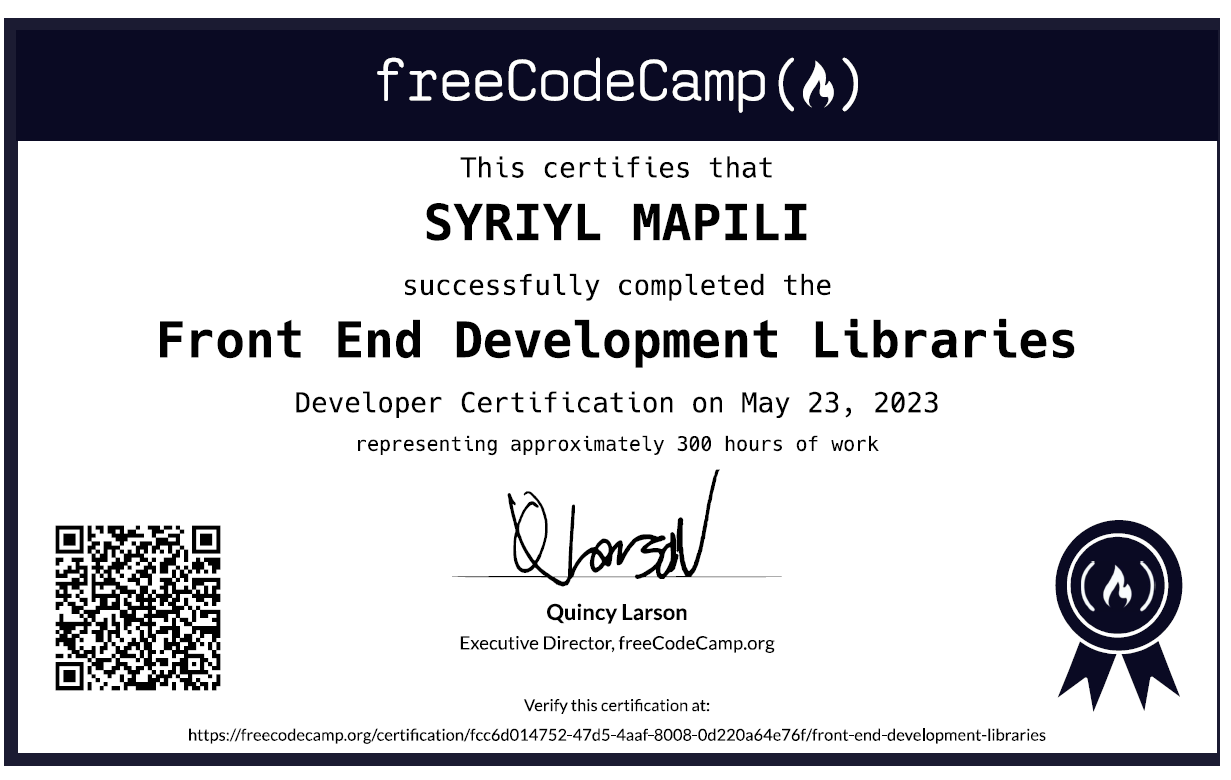 freeCodeCamp
This certifies that
SYRIYL MAPILI
successfully completed the
Front End Development Libraries
Developer Certification on May 23, 2023
representing approximately 300 hours of work
Q Larson
Quincy Larson
Executive Director, freeCodeCamp.org
Verify this certification at:
https://freecodecamp.org/certification/fcc6d014752-47d5-4aaf-8008-0d220a64e76f/front-end-development-libraries